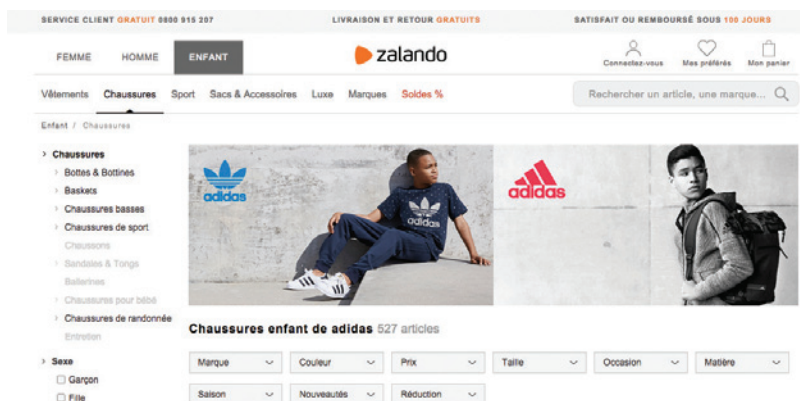 SERVICE CLIENT GRATUIT 0800 915 207
LIVRAISON ET RETOUR GRATUITS
SATISFAIT OU REMBOURSÉ SOUS 100 JOURS
FEMME HOMME ENFANT
zalando
Connectez-vous Mes préférés Mon panier
Vêtements Chaussures Sport Sacs & Accessoires Luxe Marques Soldes %
Rechercher un article, une marque...
Enfant / Chaussures
Chaussures
Bottes & Bottines
Baskets
Chaussures basses
Chaussures de sport
Chaussons
Sandales & Tongs
Ballerines
Chaussures pour bébé
Chaussures de randonnée
Entretien
Sexe
Garçon
Fille
adidas
adidas
adidas
Chaussures enfant de adidas 527 articles
Marque Couleur Prix Taille Occasion Matière
Saison Nouveautés Réduction